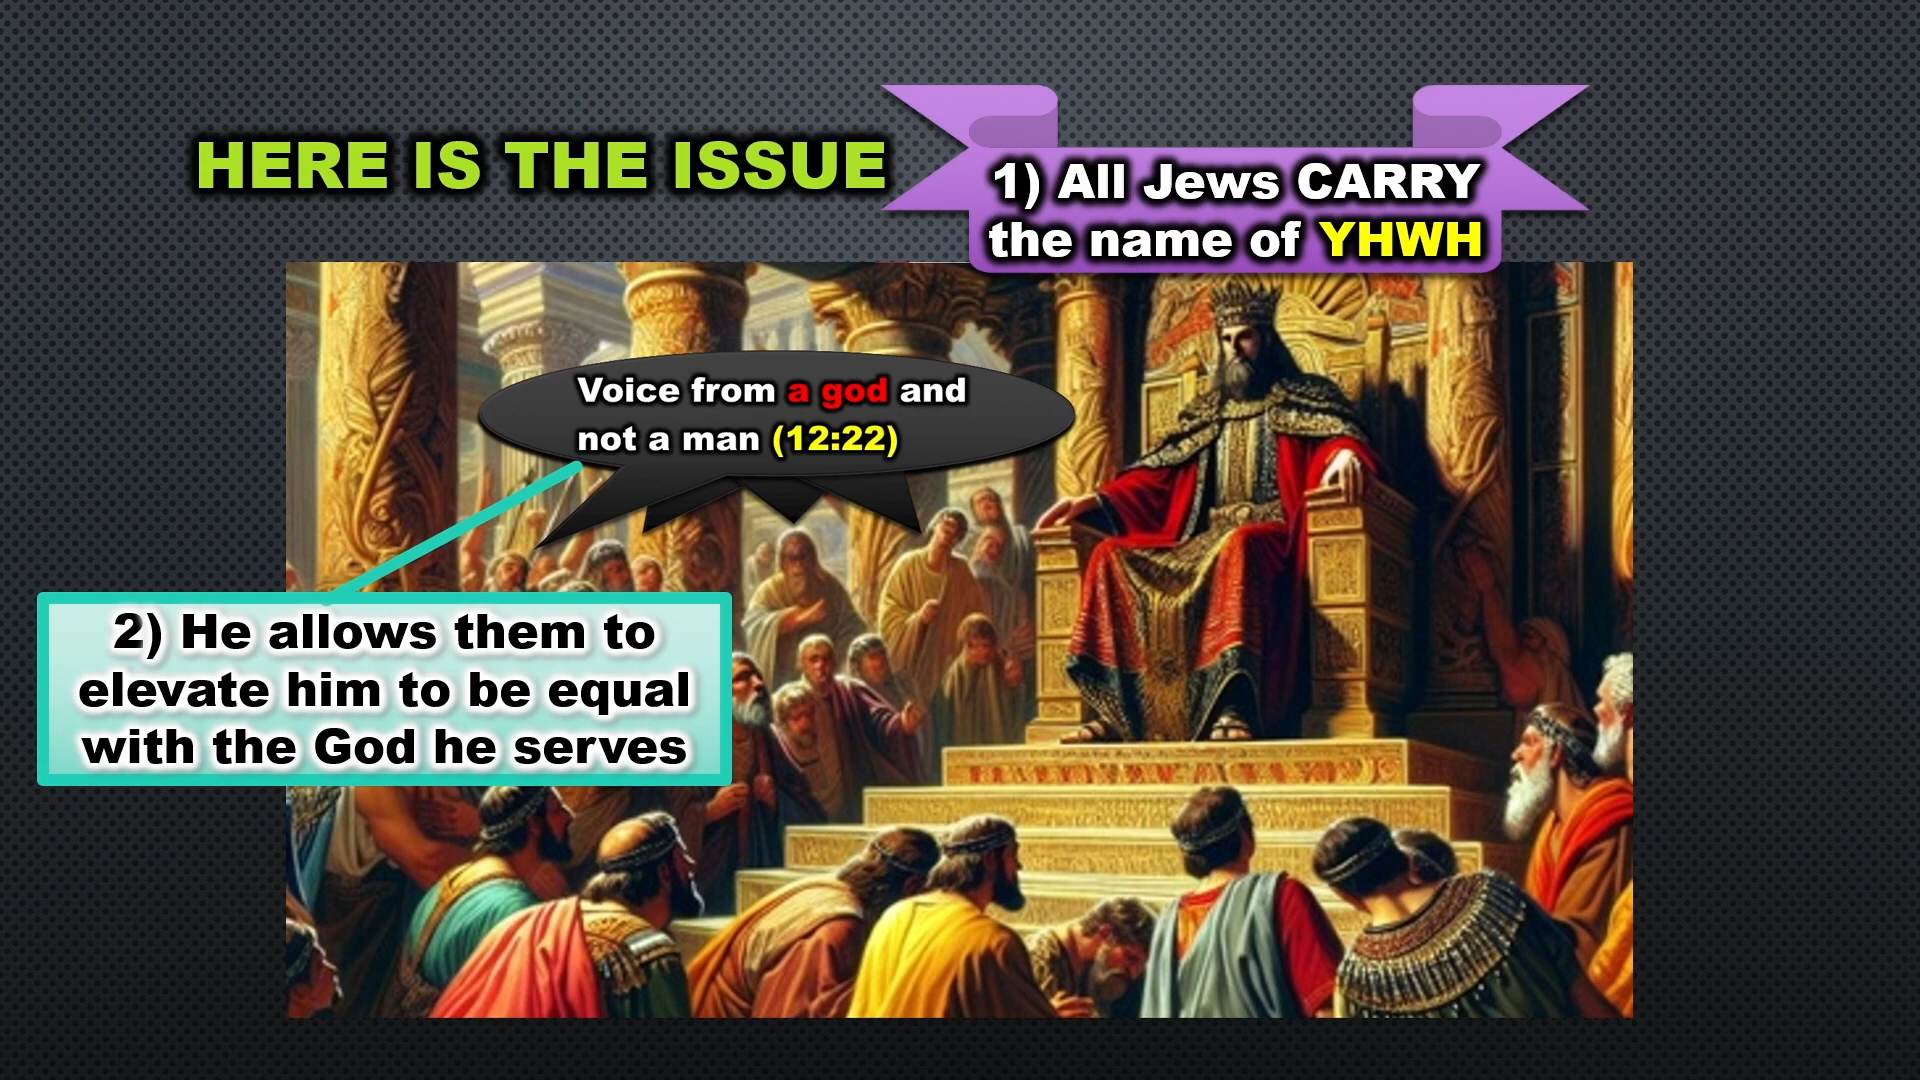 HERE IS THE ISSUE
1) All Jews CARRY
the name of YHWH
Voice from a god and
not a man (12:22)
2) He allows them to
elevate him to be equal
with the God he serves